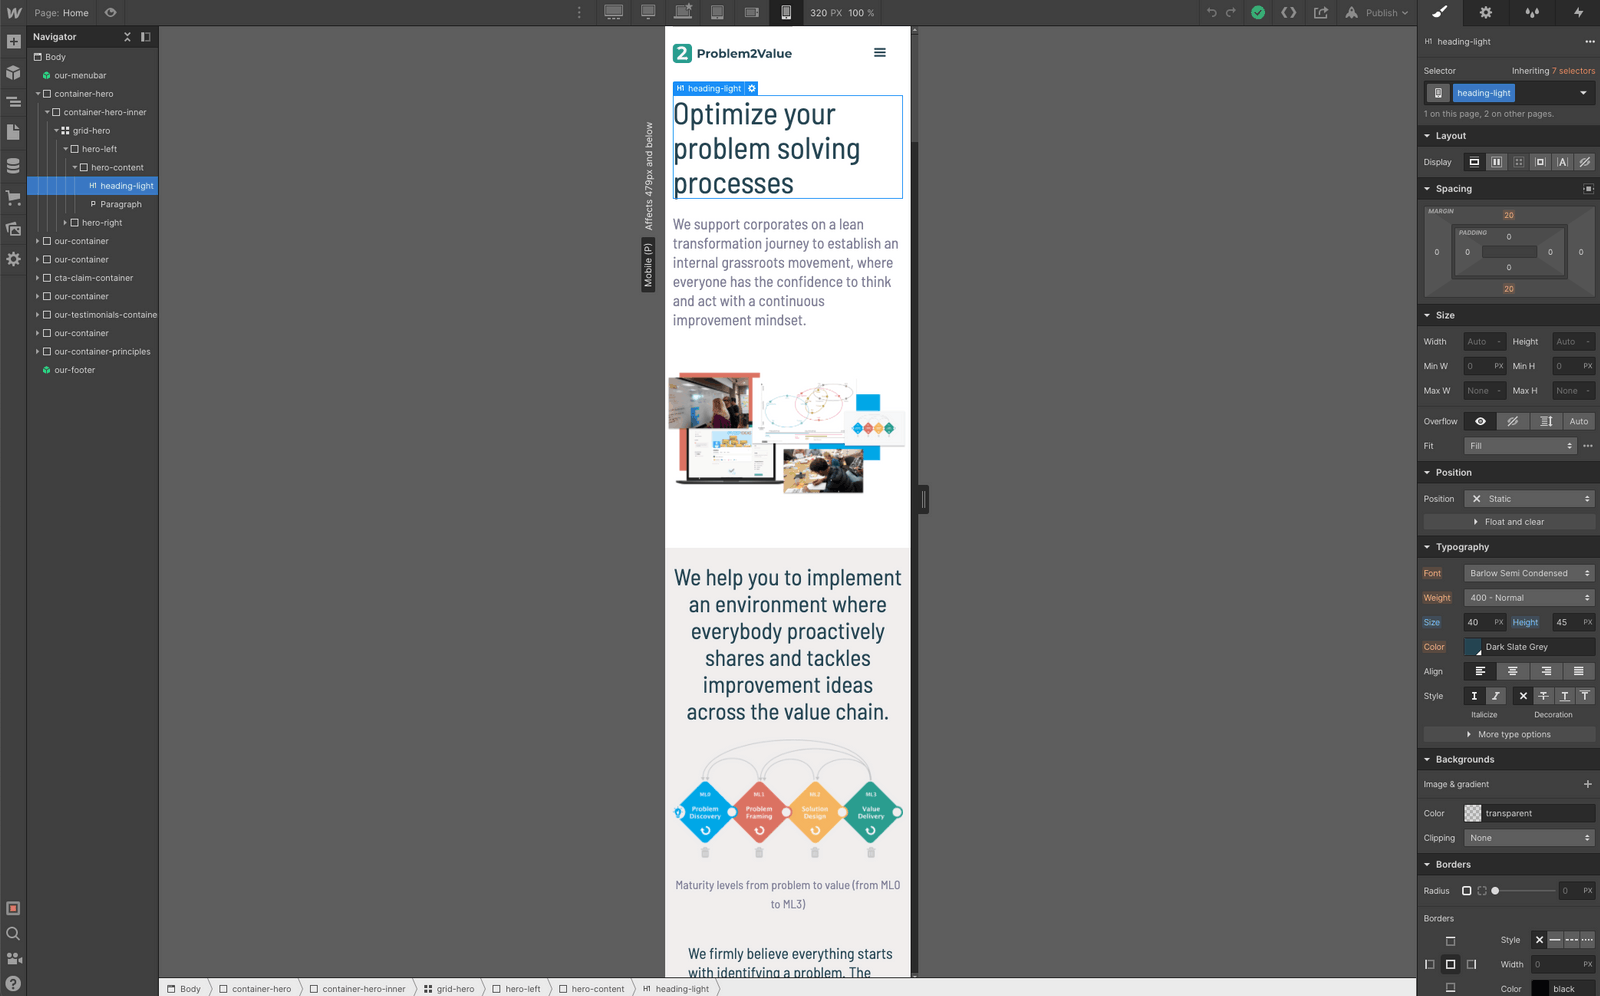 Page: Home
320 PX 100 %
Publish
Navigator
Body
our-menubar
container-hero
container-hero-inner
grid-hero
hero-left
hero-content
H1 heading-light
P Paragraph
hero-right
our-container
our-container
cta-claim-container
our-container
our-testimonials-containe
our-container
our-container-principles
our-footer
Affects 479px and below
Mobile (P)
2 Problem2Value
H1 heading-light
Optimize your
problem solving
processes
We support corporates on a lean
transformation journey to establish an
internal grassroots movement, where
everyone has the confidence to think
and act with a continuous
improvement mindset.
We help you to implement
an environment where
everybody proactively
shares and tackles
improvement ideas
across the value chain.
ML0
Problem
Discovery
ML1
Problem
Framing
ML2
Solution
Design
ML3
Value
Delivery
Maturity levels from problem to value (from ML0
to ML3)
We firmly believe everything starts
with identifying a problem. The
Body
container-hero
container-hero-inner
grid-hero
hero-left
hero-content
H1 heading-light
H1 heading-light
Selector
Inheriting 7 selectors
heading-light
1 on this page, 2 on other pages.
Layout
Display
Spacing
MARGIN
20
PADDING
0
0
0
0
0
0
20
Size
Width Auto - Height Auto -
Min W 0 PX Min H 0 PX
Max W None - Max H None -
Overflow Auto
Fit Fill
Position
Position Static
Float and clear
Typography
Font Barlow Semi Condensed
Weight 400 - Normal
Size 40 PX Height 45 PX
Color Dark Slate Grey
Align
Style
Italicize Decoration
More type options
Backgrounds
Image & gradient
Color transparent
Clipping None
Borders
Radius 0 PX
Borders
Style
Width 0 PX
Color black